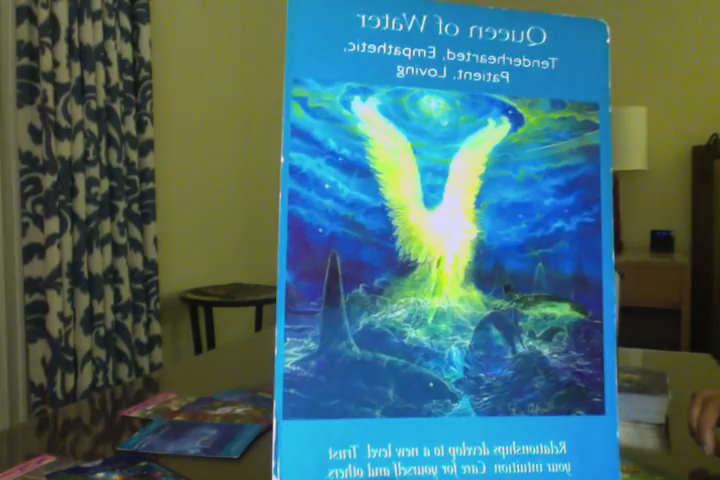 Queen of Water
Tenderhearted, Empathetic,
Patient, Loving
Relationships develop to a new level. Trust
your intuition. Care for yourself and others